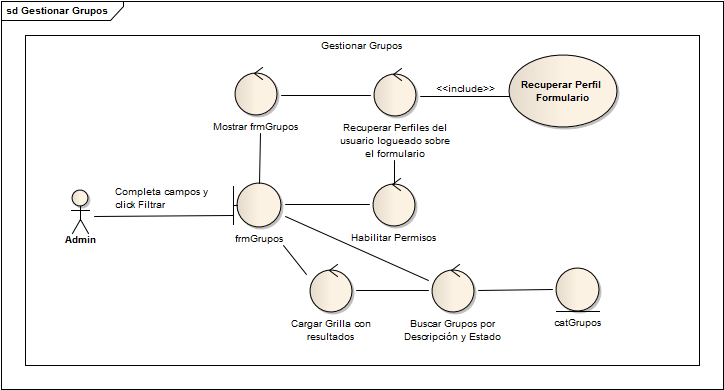 sd Gestionar Grupos
Gestionar Grupos
<<include>>
Recuperar Perfil
Formulario
Mostrar frmGrupos
Recuperar Perfiles del
usuario logueado sobre
el formulario
Completa campos y
click Filtrar
Admin
frmGrupos
Habilitar Permisos
Cargar Grilla con
resultados
Buscar Grupos por
Descripción y Estado
catGrupos